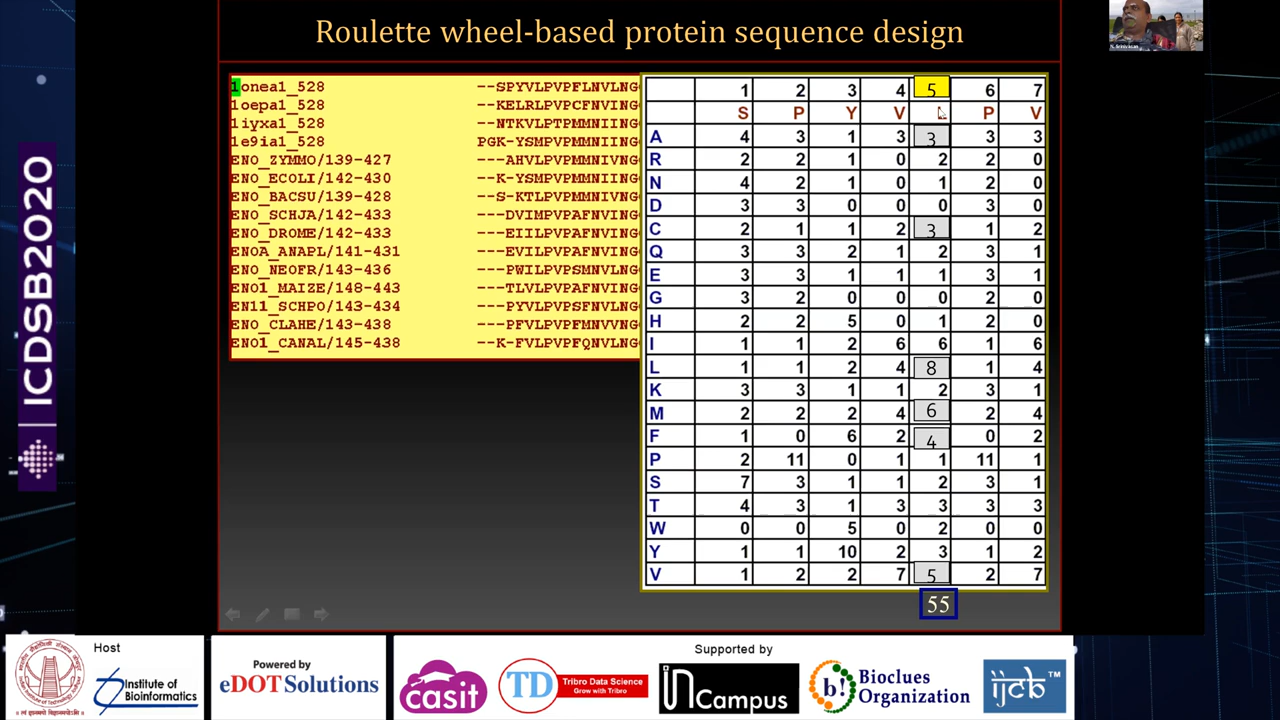 Roulette wheel-based protein sequence design
N. Srinivasan
ICDSB2020
1onea1_528 --SPYVLPVPFLNVLNG
1oepa1_528 --KELRLPVPCFNVING
1iyxa1_528 --NTKVLPTPMMNIING
1e9ia1_528 PGK-YSMPVPMMNIING
ENO_ZYMMO/139-427 ---AHVLPVPMMNIVNG
ENO_ECOLI/142-430 --K-YSMPVPMMNIING
ENO_BACSU/139-428 --S-KTLPVPMMNIVNG
ENO_SCHJA/142-433 ---DVIMPVPAFNVING
ENO_DROME/142-433 ---EIILPVPAFNVING
ENOA_ANAPL/141-431 ---EVILPVPAFNVING
ENO_NEOFR/143-436 ---PWILPVPSMNVLNG
ENO1_MAIZE/148-443 ---TLVLPVPAFNVING
EN11_SCHPO/143-434 ---PYVLPVPSFNVLNG
ENO_CLAHE/143-438 ---PFVLPVPFMNVVNG
ENO1_CANAL/145-438 --K-FVLPVPFQNVLNG
1 2 3 4 5 6 7
S P Y V L P V
A 4 3 1 3 3 3 3
R 2 2 1 0 2 2 0
N 4 2 1 0 1 2 0
D 3 3 0 0 0 3 0
C 2 1 1 2 3 1 2
Q 3 3 2 1 2 3 1
E 3 3 1 1 1 3 1
G 3 2 0 0 0 2 0
H 2 2 5 0 1 2 0
I 1 1 2 6 6 1 6
L 1 1 2 4 8 1 4
K 3 3 1 1 2 3 1
M 2 2 2 4 6 2 4
F 1 0 6 2 4 0 2
P 2 11 0 1 1 11 1
S 7 3 1 1 2 3 1
T 4 3 1 3 3 3 3
W 0 0 5 0 2 0 0
Y 1 1 10 2 3 1 2
V 1 2 2 7 5 2 7
55
Host
Institute of
Bioinformatics
Powered by
eDOT Solutions
Supported by
casit
TD
Tribro Data Science
Grow with Tribro
inCampus
b!
Bioclues
Organization
ijcb™